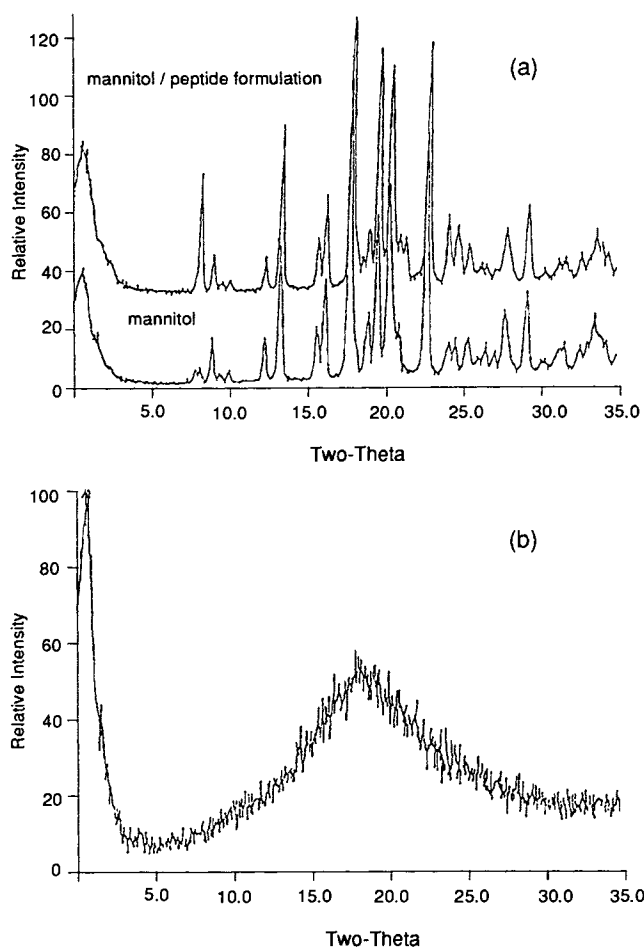 120
(a)
mannitol / peptide formulation
100
80
60
40
mannitol
20
0
Relative Intensity
5.0 10.0 15.0 20.0 25.0 30.0 35.0
Two-Theta
100
(b)
80
60
40
20
0
Relative Intensity
5.0 10.0 15.0 20.0 25.0 30.0 35.0
Two-Theta